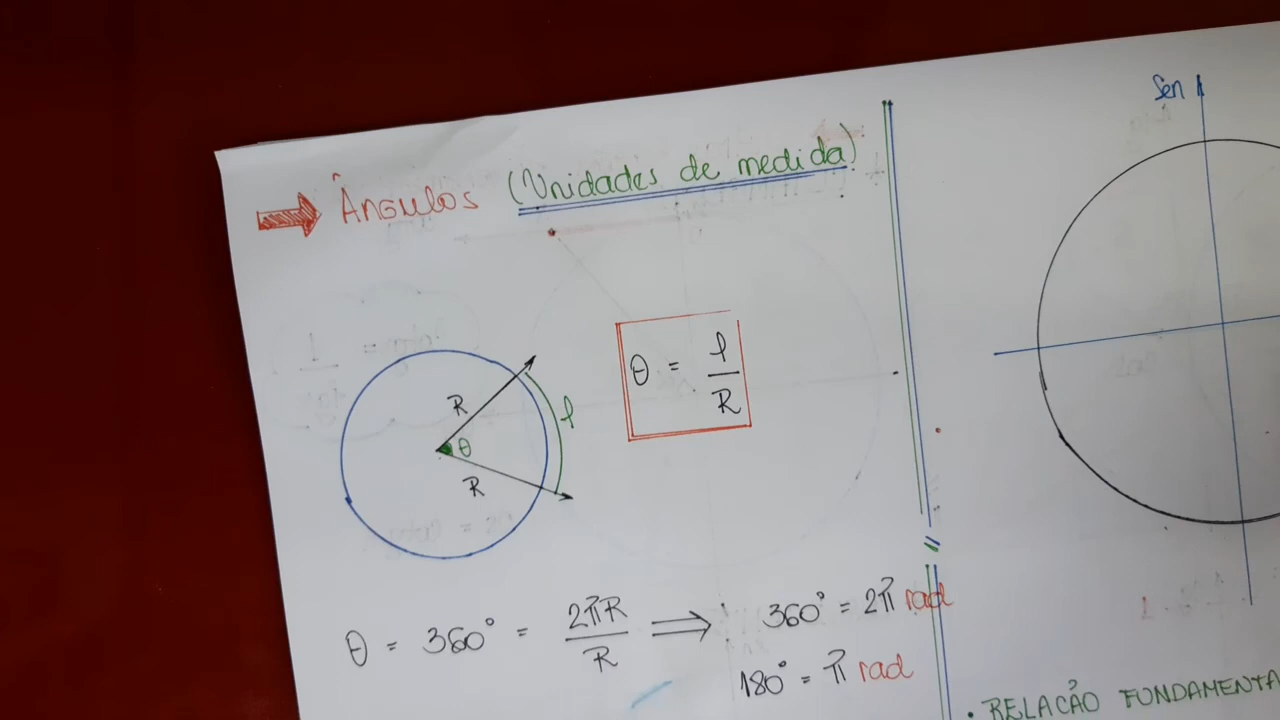 Ângulos (Unidades de medida)
Sen
R
θ
R
l
θ = l/R
θ = 360° = 2πR/R ⟹ 360° = 2π rad
180° = π rad
• RELAÇÃO FUNDAMENTA